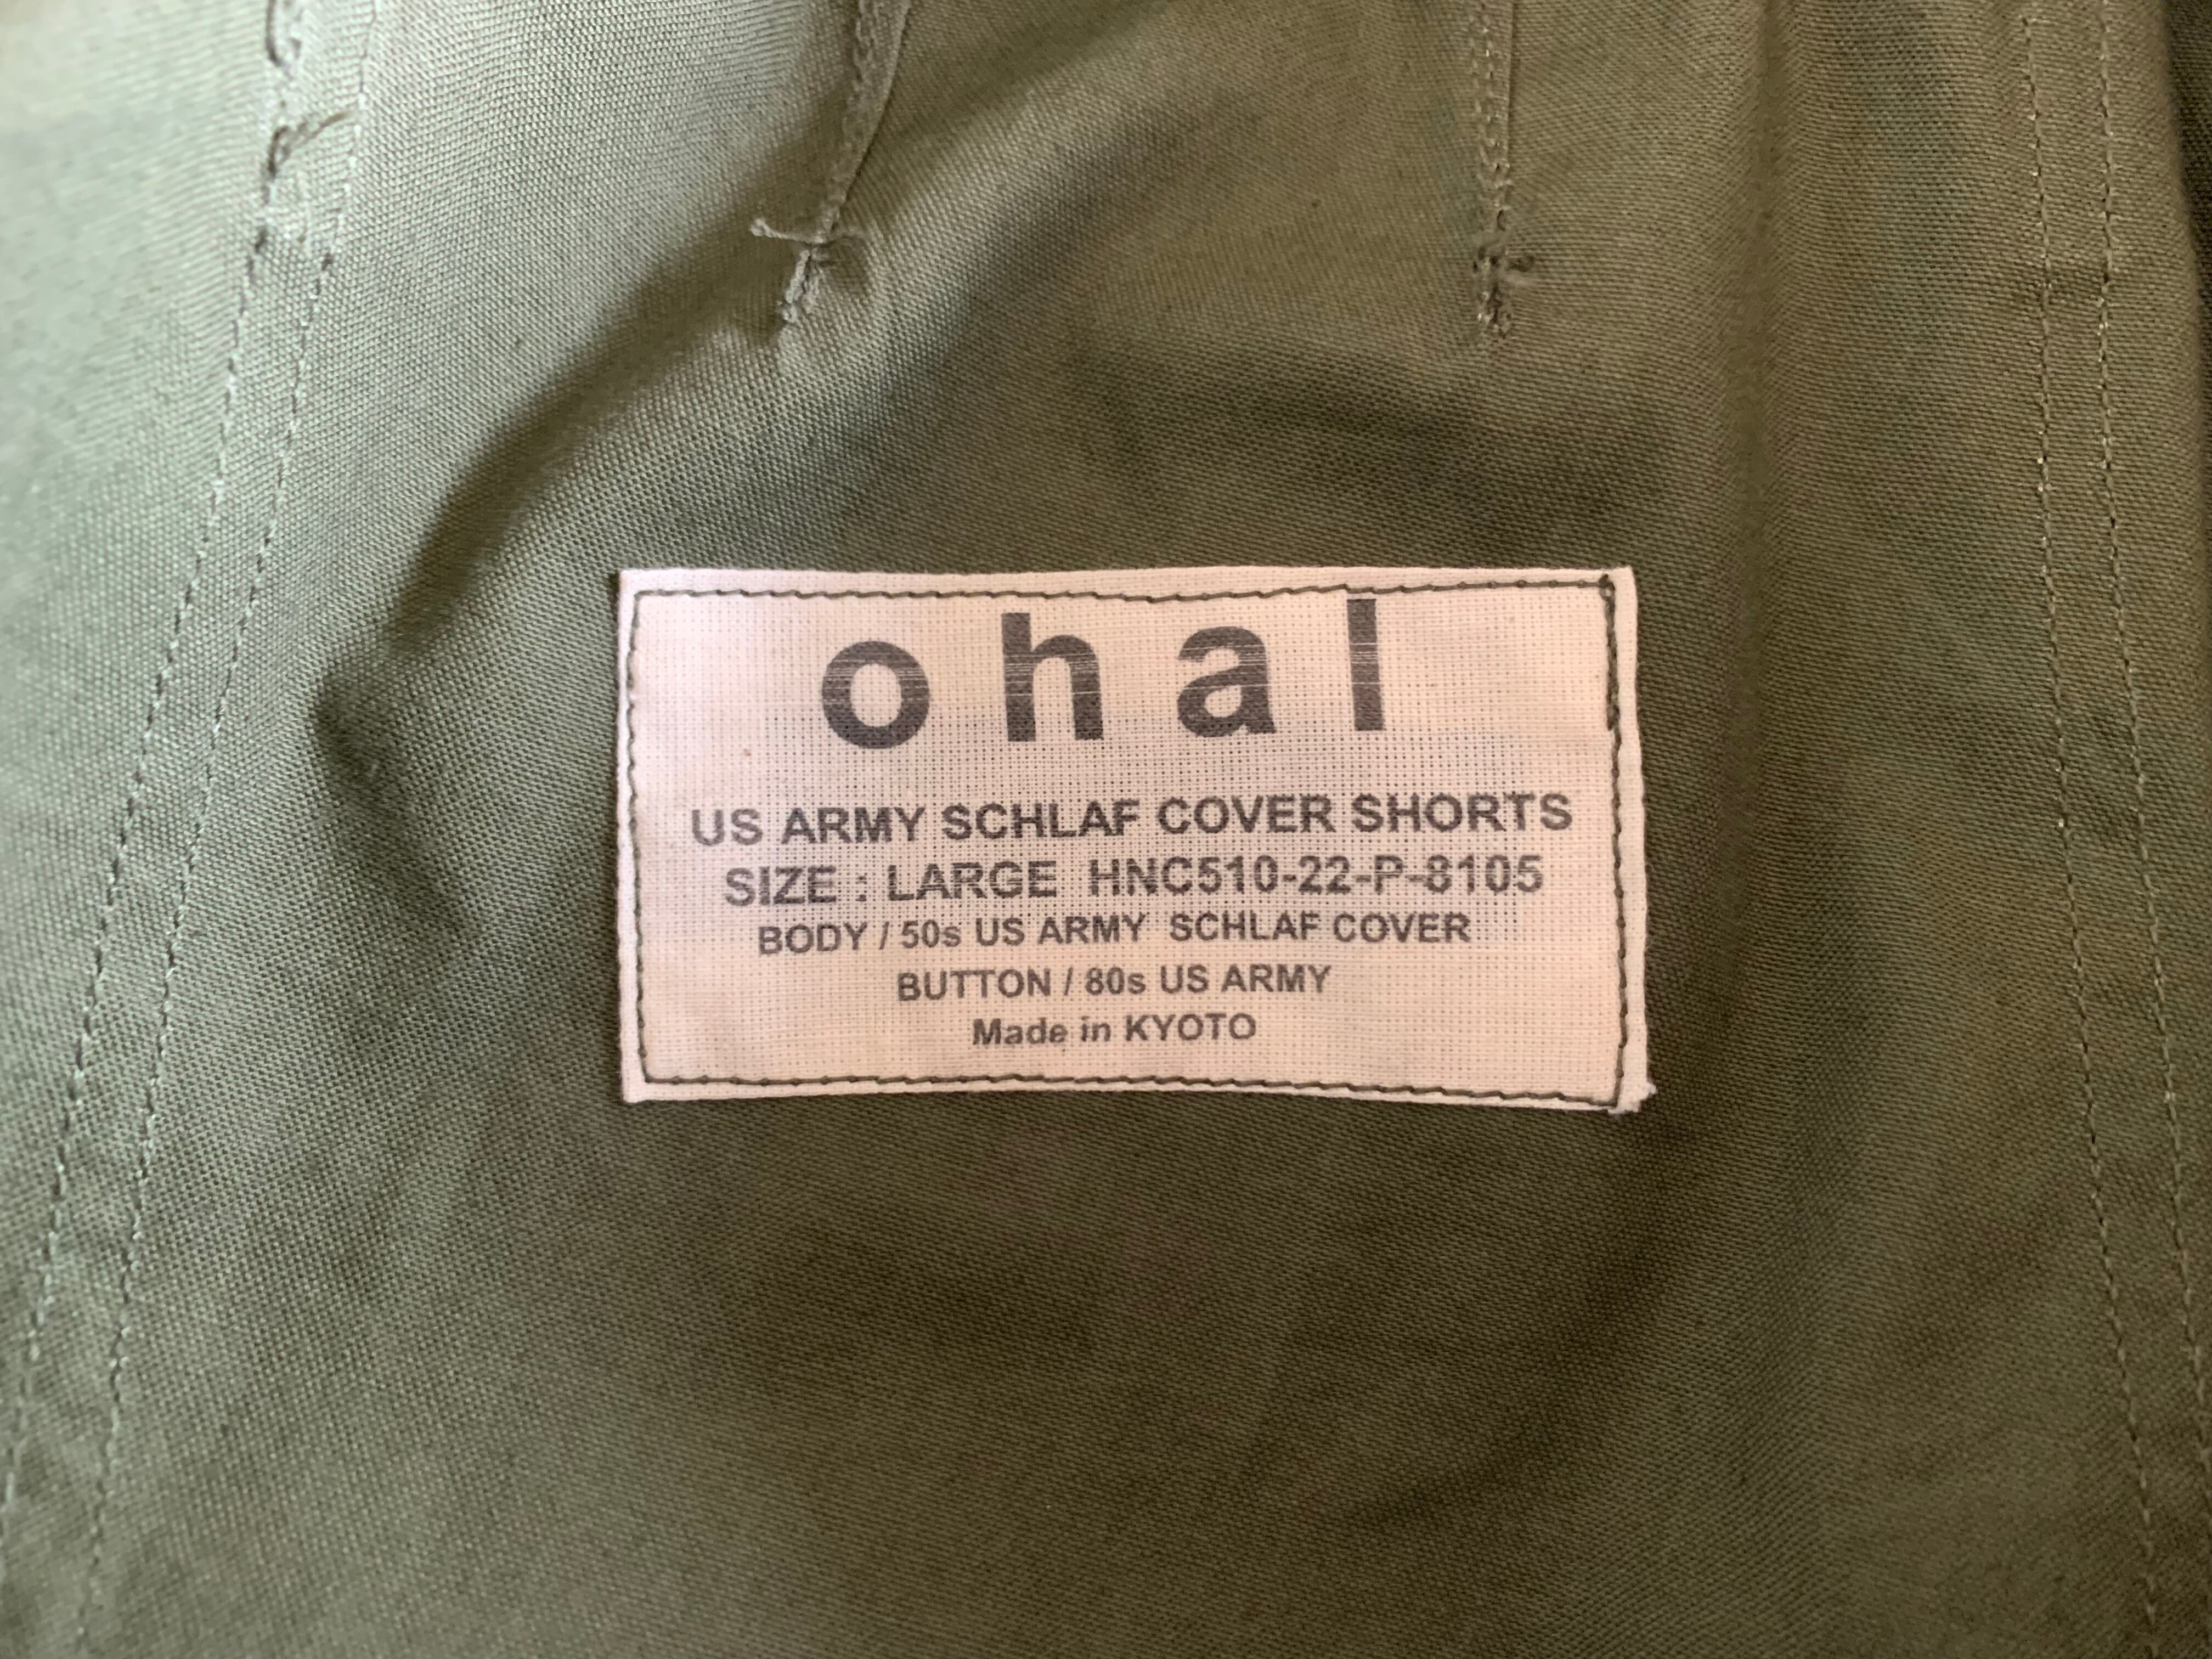 ohal
US ARMY SCHLAF COVER SHORTS
SIZE : LARGE HNC510-22-P-8105
BODY / 50s US ARMY SCHLAF COVER
BUTTON / 80s US ARMY
Made in KYOTO